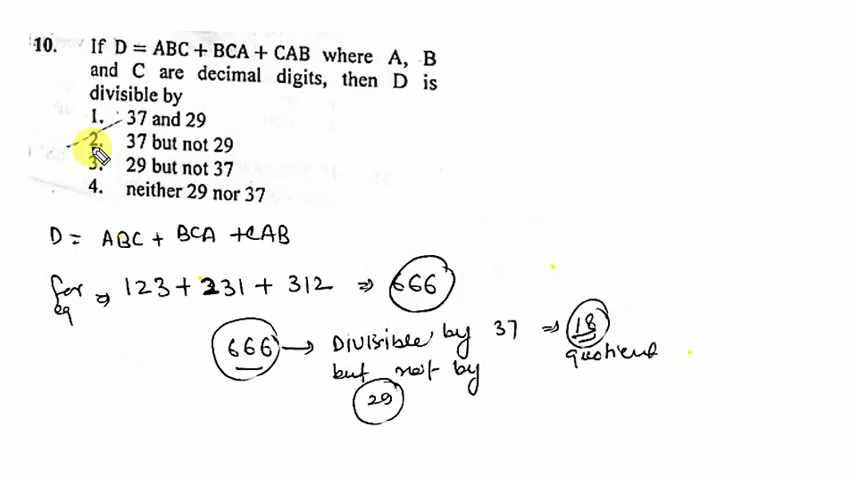 10. If D = ABC + BCA + CAB where A, B
and C are decimal digits, then D is
divisible by
1. 37 and 29
2. 37 but not 29
3. 29 but not 37
4. neither 29 nor 37
D = ABC + BCA + CAB
for eg ⇒ 123 + 231 + 312 ⇒ 666
666 → Divisible by 37 ⇒ 18
quotient
but not by
29